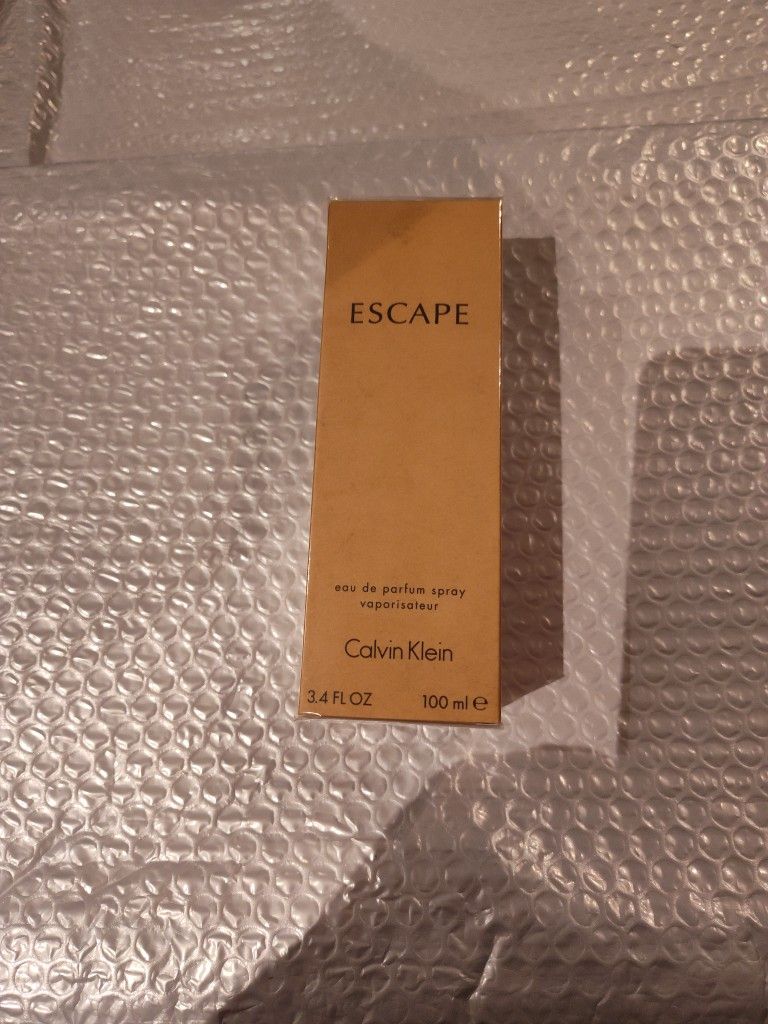 ESCAPE
eau de parfum spray
vaporisateur
Calvin Klein
3.4 FL OZ 100 ml ℮